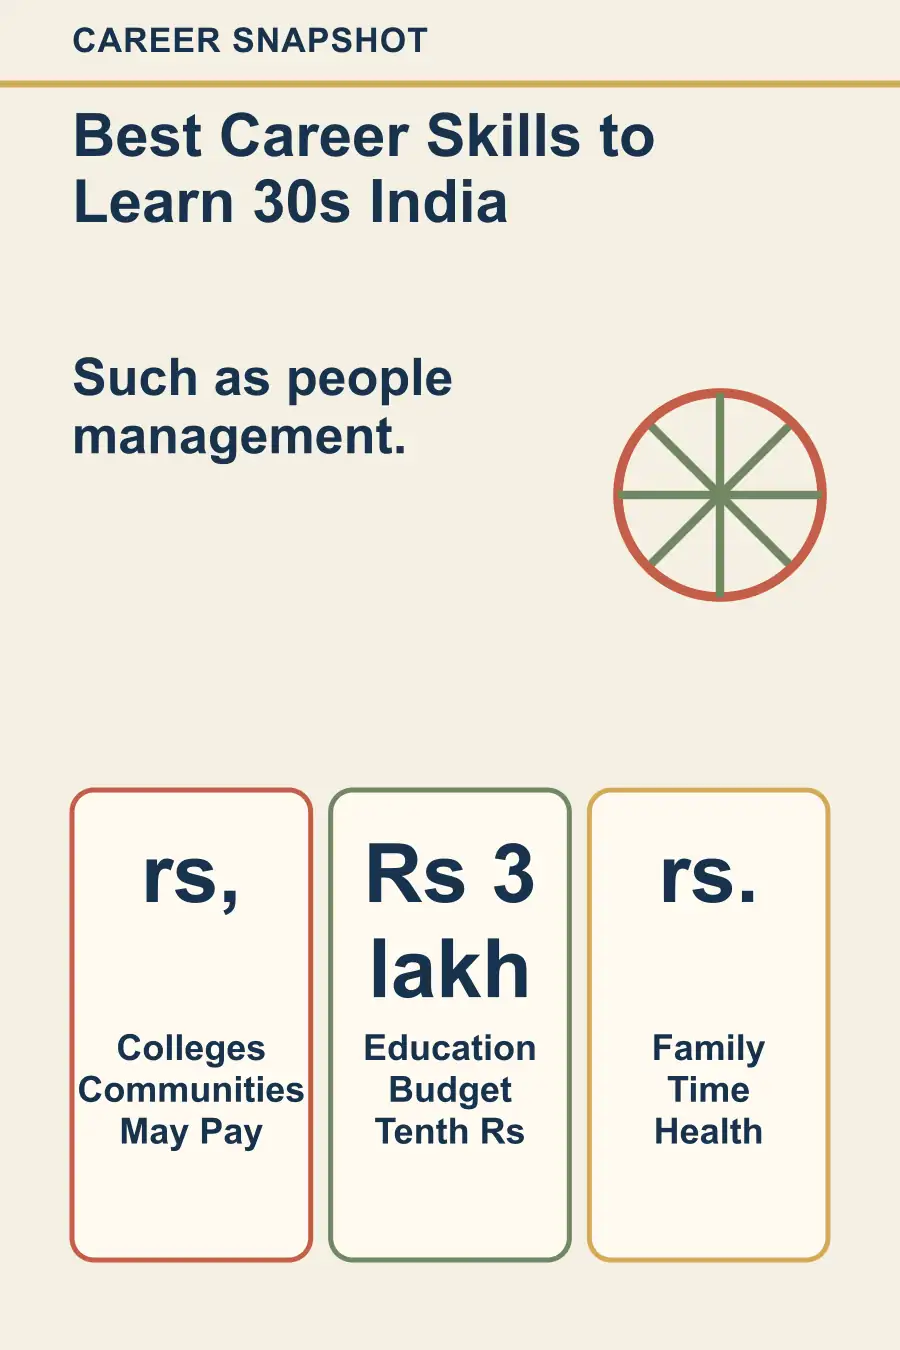 CAREER SNAPSHOT
Best Career Skills to
Learn 30s India
Such as people
management.
rs,
Colleges
Communities
May Pay
Rs 3
lakh
Education
Budget
Tenth Rs
rs.
Family
Time
Health